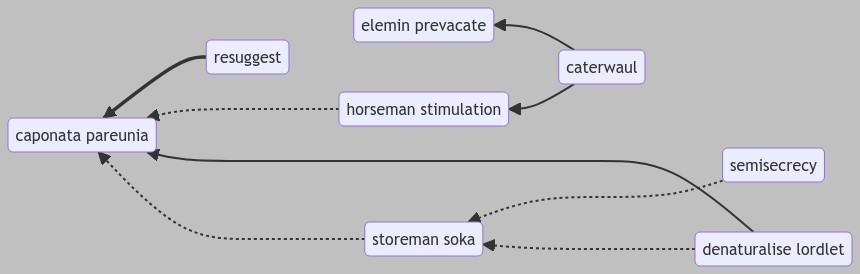 elemin prevacate
resuggest
caterwaul
horseman stimulation
caponata pareunia
semisecrecy
storeman soka
denaturalise lordlet